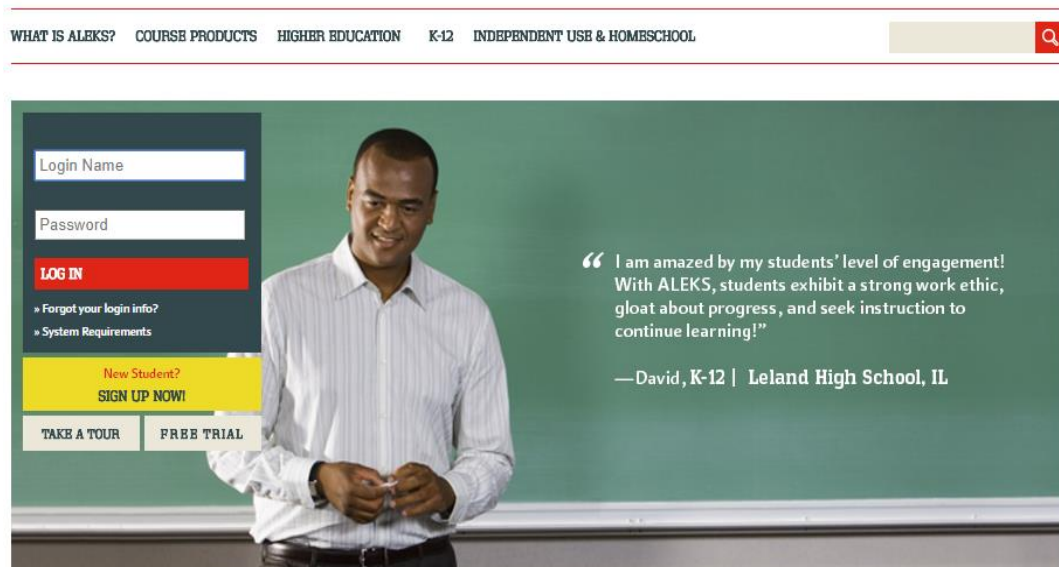 WHAT IS ALEKS? COURSE PRODUCTS HIGHER EDUCATION K-12 INDEPENDENT USE & HOMESCHOOL
Login Name
Password
LOG IN
» Forgot your login info?
» System Requirements
New Student?
SIGN UP NOW!
TAKE A TOUR FREE TRIAL
“ I am amazed by my students’ level of engagement!
With ALEKS, students exhibit a strong work ethic,
gloat about progress, and seek instruction to
continue learning!”
—David, K-12 | Leland High School, IL